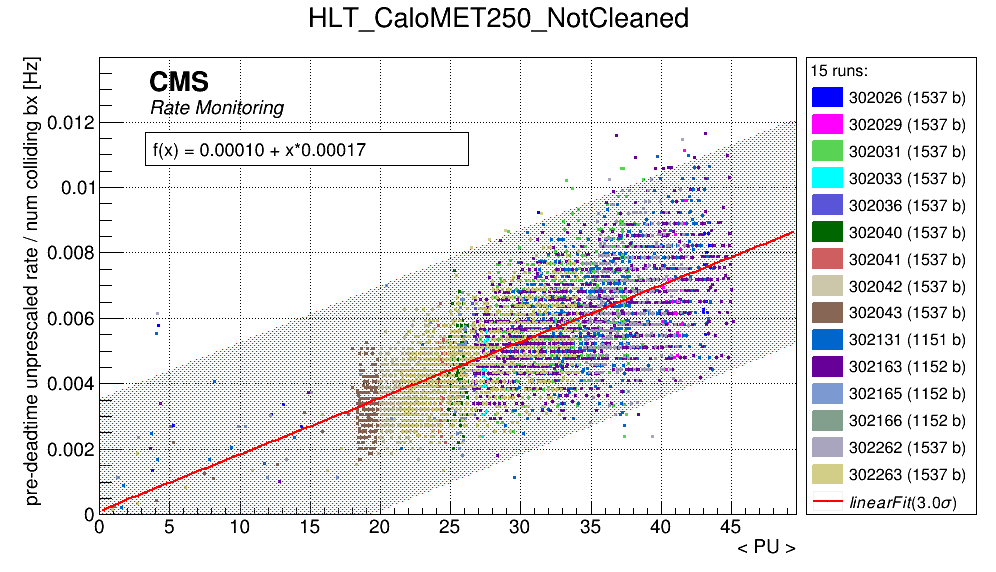 HLT_CaloMET250_NotCleaned
pre-deadtime unprescaled rate / num colliding bx [Hz]
CMS
Rate Monitoring
f(x) = 0.00010 + x*0.00017
0.012
0.01
0.008
0.006
0.004
0.002
0
0 5 10 15 20 25 30 35 40 45
< PU >
15 runs:
302026 (1537 b)
302029 (1537 b)
302031 (1537 b)
302033 (1537 b)
302036 (1537 b)
302040 (1537 b)
302041 (1537 b)
302042 (1537 b)
302043 (1537 b)
302131 (1151 b)
302163 (1152 b)
302165 (1152 b)
302166 (1152 b)
302262 (1537 b)
302263 (1537 b)
linearFit(3.0σ)